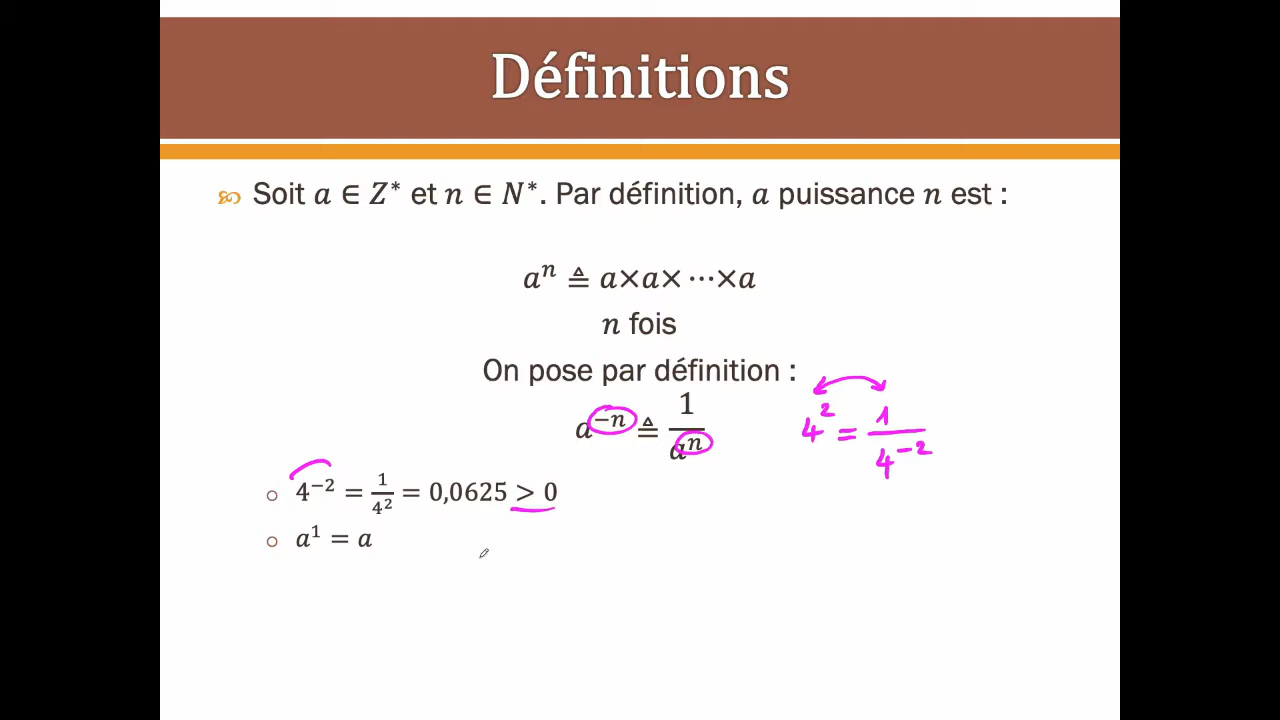 Définitions
Soit a ∈ Z* et n ∈ N*. Par définition, a puissance n est :
aⁿ ≜ a×a× ⋯×a
n fois
On pose par définition :
a⁻ⁿ ≜ 1/aⁿ
4² = 1/4⁻²
4⁻² = 1/4² = 0,0625 > 0
a¹ = a